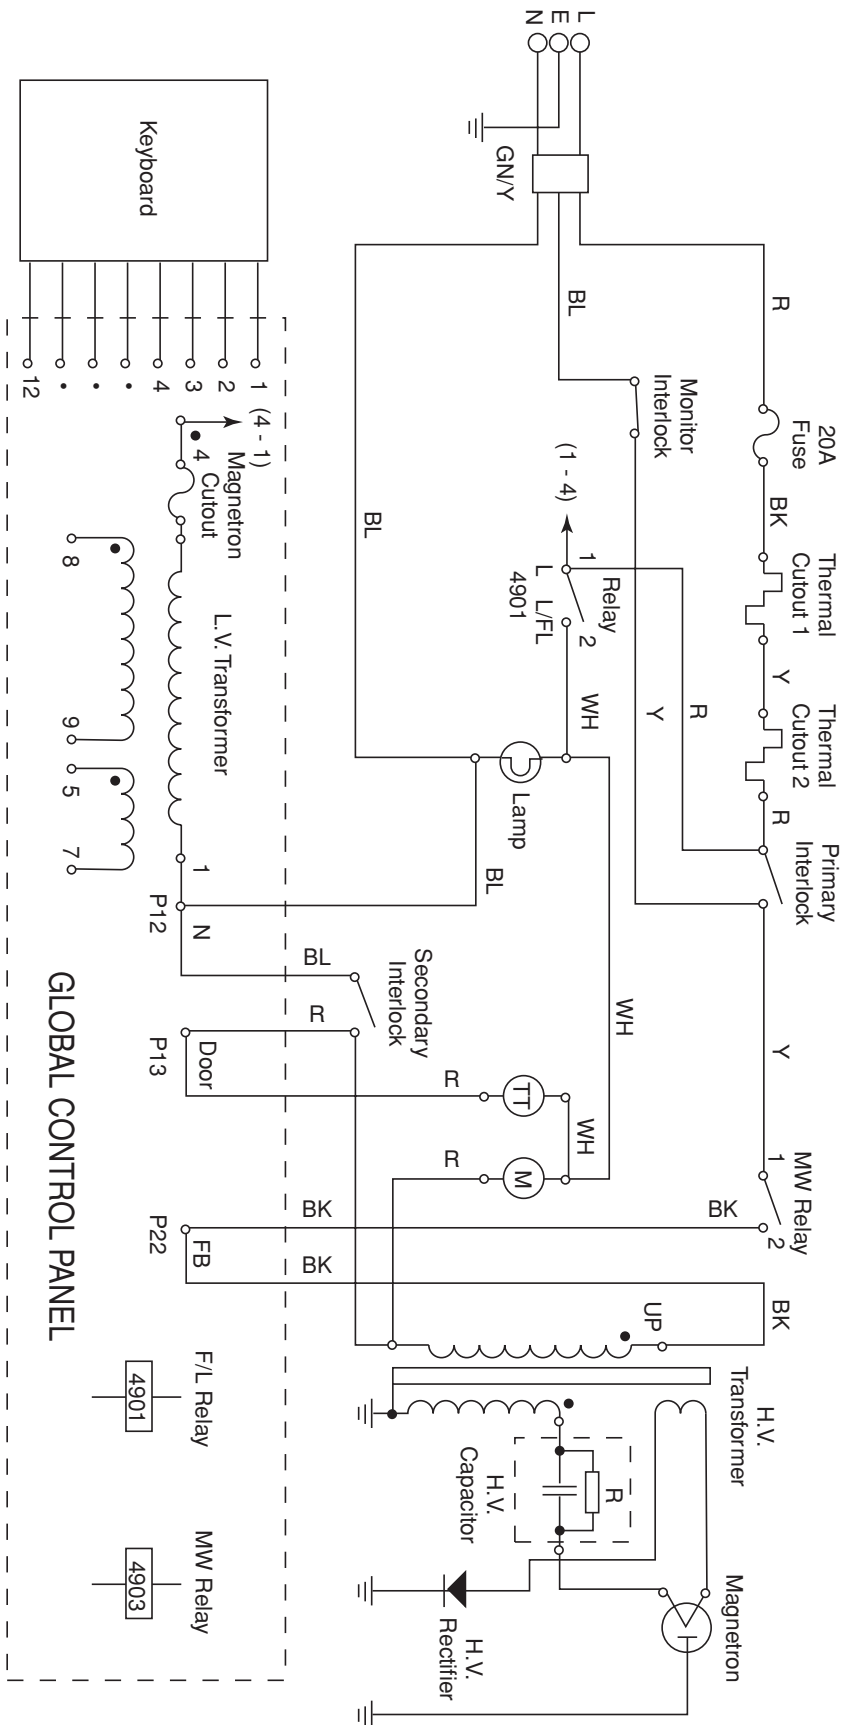 L
E
N
GN/Y
R
20A
Fuse
BK
Thermal
Cutout 1
Y
Thermal
Cutout 2
R
Primary
Interlock
Y
1
MW Relay
2
BK
BL
Monitor
Interlock
Y
R
(1 - 4)
1
Relay
2
L
L/FL
4901
WH
Lamp
WH
BL
BL
BL
Secondary
Interlock
R
R
TT
WH
R
M
BK
BK
BK
UP
H.V.
Transformer
R
H.V.
Capacitor
H.V.
Rectifier
Magnetron
Keyboard
1
2
3
4
•
•
•
12
(4 - 1)
4
Magnetron
Cutout
L.V. Transformer
1
8
9
5
7
P12
N
P13
Door
P22
FB
GLOBAL CONTROL PANEL
F/L Relay
4901
MW Relay
4903